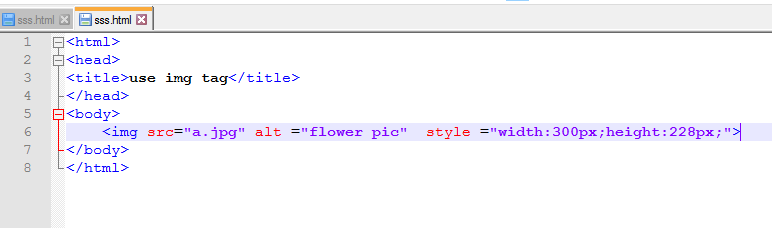 sss.html sss.html
1 <html>
2 <head>
3 <title>use img tag</title>
4 </head>
5 <body>
6 <img src="a.jpg" alt ="flower pic"  style ="width:300px;height:228px;">
7 </body>
8 </html>